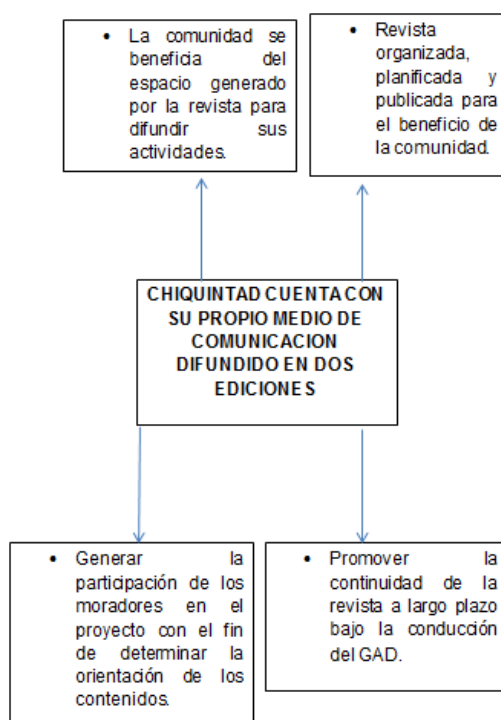 • La comunidad se
beneficia del
espacio generado
por la revista para
difundir sus
actividades.
• Revista
organizada,
planificada y
publicada para
el beneficio de
la comunidad.
CHIQUINTAD CUENTA CON
SU PROPIO MEDIO DE
COMUNICACION
DIFUNDIDO EN DOS
EDICIONES
• Generar la
participación de los
moradores en el
proyecto con el fin
de determinar la
orientación de los
contenidos.
• Promover la
continuidad de la
revista a largo plazo
bajo la conducción
del GAD.